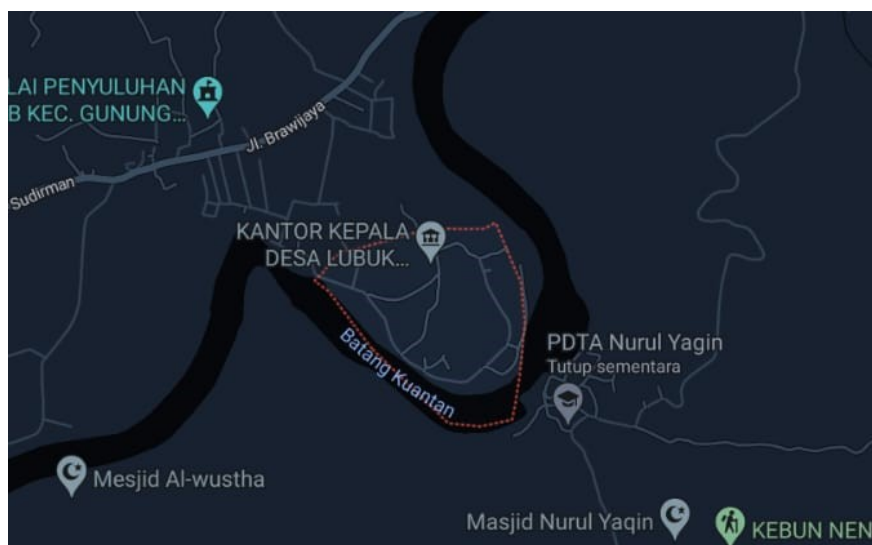 LAI PENYULUHAN
B KEC. GUNUNG...
Jl. Brawijaya
Sudirman
KANTOR KEPALA
DESA LUBUK...
Batang Kuantan
PDTA Nurul Yagin
Tutup sementara
Mesjid Al-wustha
Masjid Nurul Yaqin
KEBUN NEN